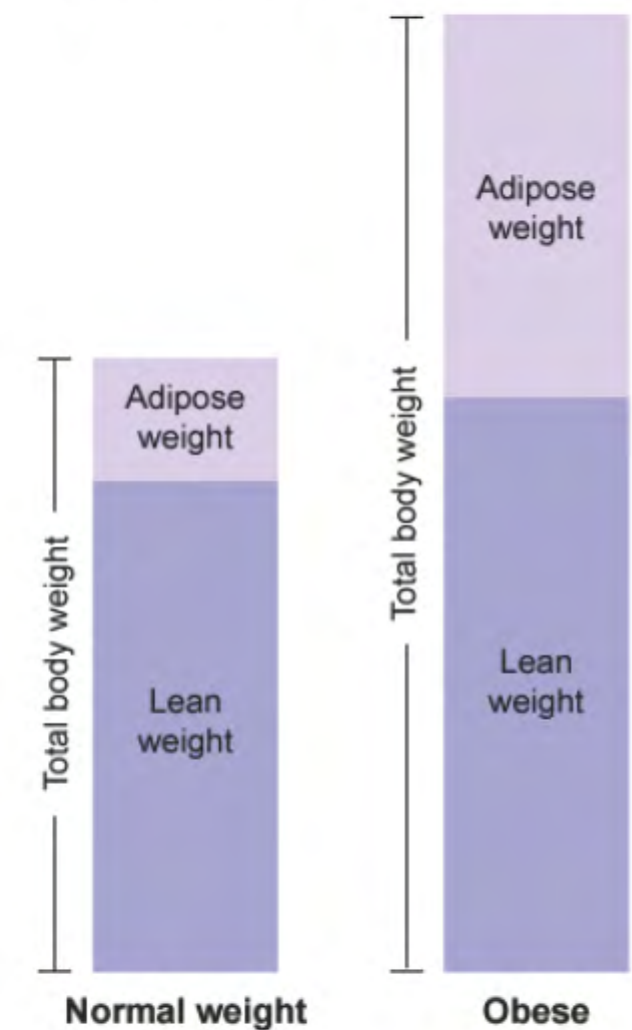 Adipose
weight
Lean
weight
Total body weight
Normal weight
Adipose
weight
Lean
weight
Total body weight
Obese